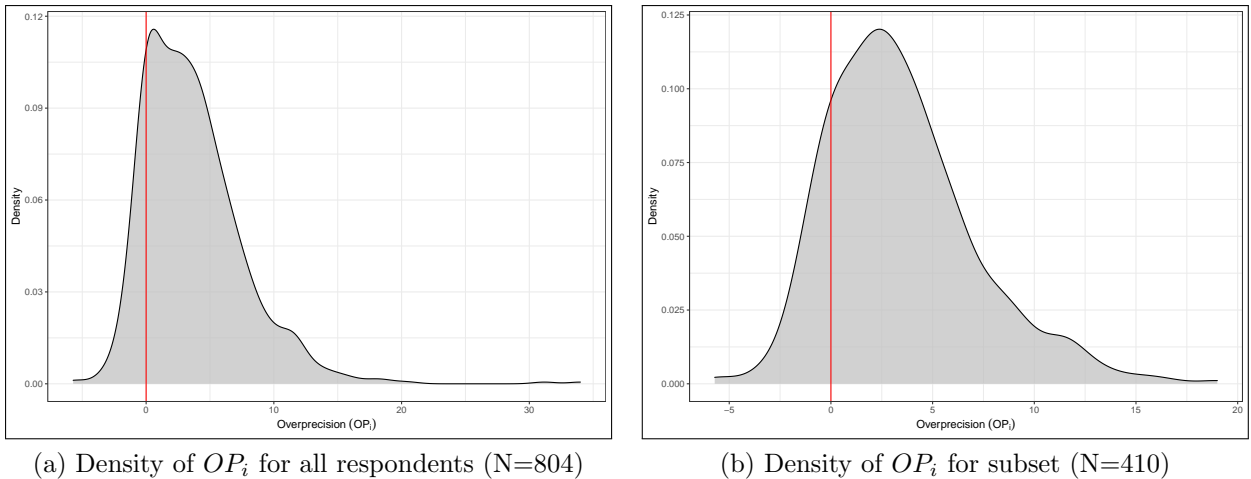 0.12
0.09
0.06
0.03
0.00
Density
0 10 20 30
Overprecision (OPi)
(a) Density of OPi for all respondents (N=804)
0.125
0.100
0.075
0.050
0.025
0.000
Density
−5 0 5 10 15 20
Overprecision (OPi)
(b) Density of OPi for subset (N=410)